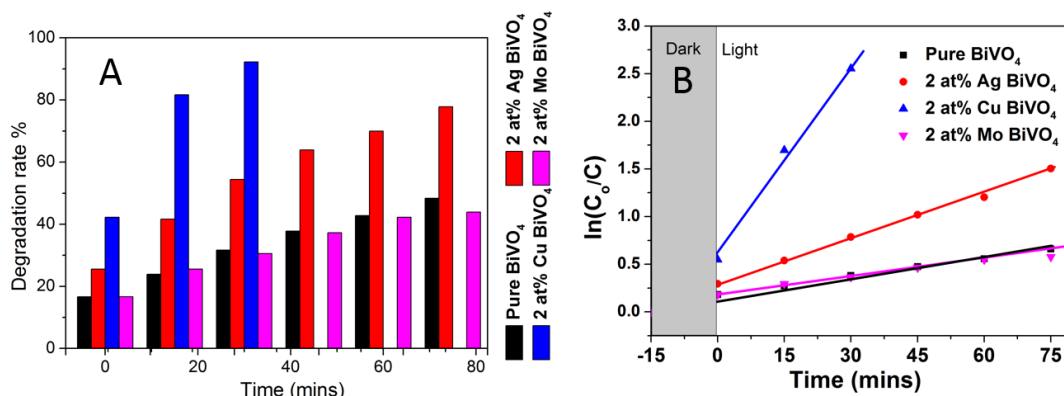 A
Degradation rate %
100
80
60
40
20
0
0 20 40 60 80
Time (mins)
Pure BiVO₄
2 at% Ag BiVO₄
2 at% Cu BiVO₄
2 at% Mo BiVO₄
B
Dark Light
Pure BiVO₄
2 at% Ag BiVO₄
2 at% Cu BiVO₄
2 at% Mo BiVO₄
ln(Cₒ/C)
3.0
2.5
2.0
1.5
1.0
0.5
0.0
-15 0 15 30 45 60 75
Time (mins)